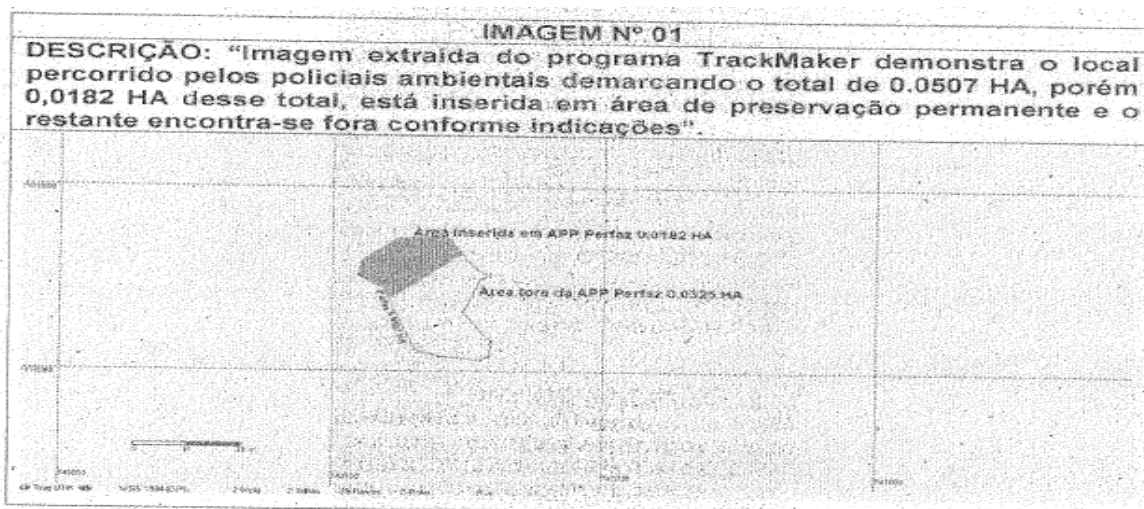 IMAGEM Nº 01
DESCRIÇÃO: “Imagem extraída do programa TrackMaker demonstra o local
percorrido pelos policiais ambientais demarcando o total de 0.0507 HA, porém
0,0182 HA desse total, está inserida em área de preservação permanente e o
restante encontra-se fora conforme indicações”.
Área inserida em APP Perfaz 0,0182 HA
Área fora da APP Perfaz 0.0325 HA